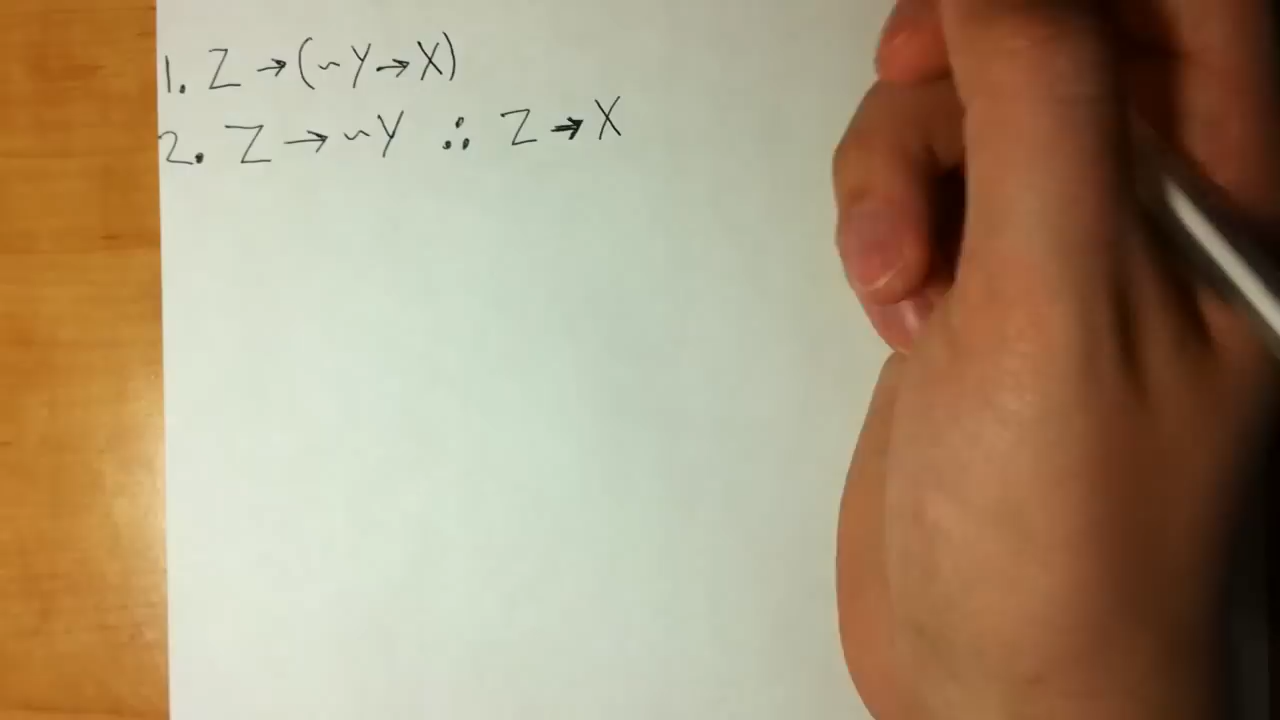 1. Z → (~Y → X)
2. Z → ~Y ∴ Z → X